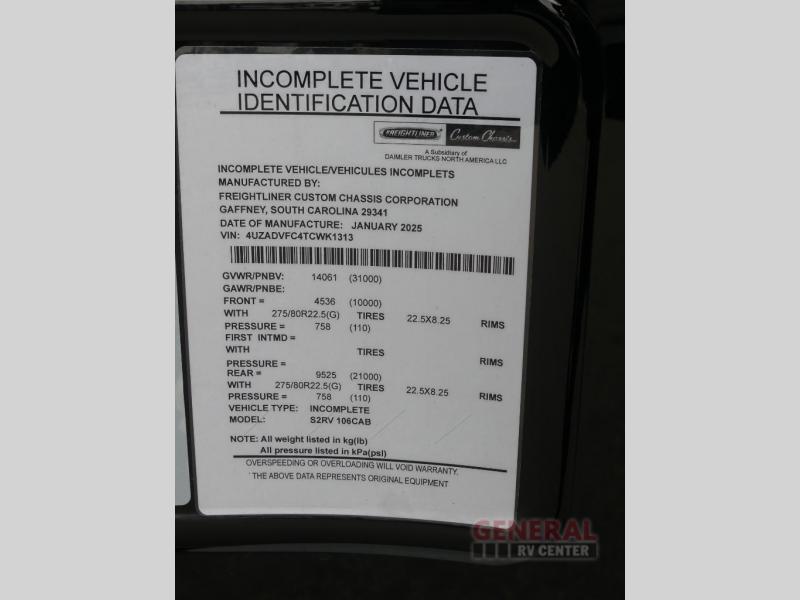 INCOMPLETE VEHICLE
IDENTIFICATION DATA
FREIGHTLINER Custom Chassis
A Subsidiary of
DAIMLER TRUCKS NORTH AMERICA LLC
INCOMPLETE VEHICLE/VEHICULES INCOMPLETS
MANUFACTURED BY:
FREIGHTLINER CUSTOM CHASSIS CORPORATION
GAFFNEY, SOUTH CAROLINA 29341
DATE OF MANUFACTURE: JANUARY 2025
VIN: 4UZADVFC4TCWK1313
GVWR/PNBV: 14061 (31000)
GAWR/PNBE:
FRONT = 4536 (10000)
WITH 275/80R22.5(G) TIRES 22.5X8.25 RIMS
PRESSURE = 758 (110)
FIRST INTMD =
WITH TIRES RIMS
PRESSURE =
REAR = 9525 (21000)
WITH 275/80R22.5(G) TIRES 22.5X8.25 RIMS
PRESSURE = 758 (110)
VEHICLE TYPE: INCOMPLETE
MODEL: S2RV 106CAB
NOTE: All weight listed in kg(lb)
All pressure listed in kPa(psi)
OVERSPEEDING OR OVERLOADING WILL VOID WARRANTY.
THE ABOVE DATA REPRESENTS ORIGINAL EQUIPMENT
GENERAL
RV CENTER